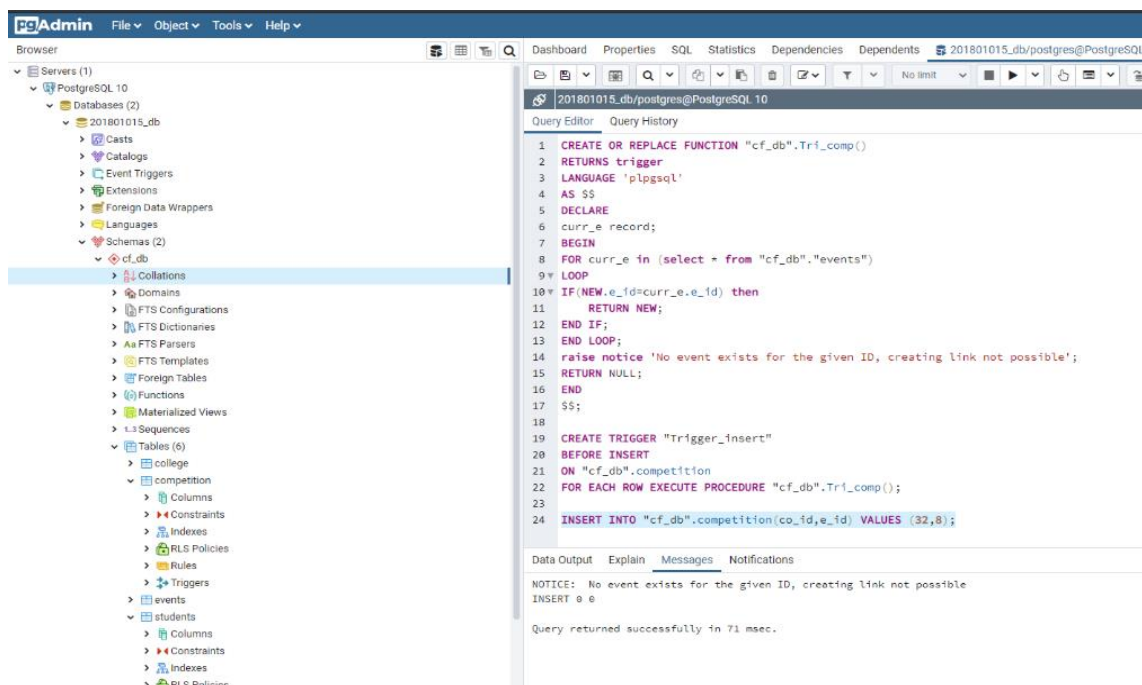 pgAdmin File Object Tools Help
Browser
Dashboard Properties SQL Statistics Dependencies Dependents 201801015_db/postgres@PostgreSQL
Servers (1)
No limit
PostgreSQL 10
Databases (2)
201801015_db/postgres@PostgreSQL 10
201801015_db
Query Editor Query History
Casts
Catalogs
Event Triggers
Extensions
Foreign Data Wrappers
Languages
Schemas (2)
cf_db
Collations
Domains
FTS Configurations
FTS Dictionaries
Aa FTS Parsers
FTS Templates
Foreign Tables
Functions
Materialized Views
1..3 Sequences
Tables (6)
college
competition
Columns
Constraints
Indexes
RLS Policies
Rules
Triggers
events
students
Columns
Constraints
Indexes
RLS Policies
1 CREATE OR REPLACE FUNCTION "cf_db".Tri_comp()
2 RETURNS trigger
3 LANGUAGE 'plpgsql'
4 AS $$
5 DECLARE
6 curr_e record;
7 BEGIN
8 FOR curr_e in (select * from "cf_db"."events")
9 LOOP
10 IF(NEW.e_id=curr_e.e_id) then
11 RETURN NEW;
12 END IF;
13 END LOOP;
14 raise notice 'No event exists for the given ID, creating link not possible';
15 RETURN NULL;
16 END
17 $$;
18
19 CREATE TRIGGER "Trigger_insert"
20 BEFORE INSERT
21 ON "cf_db".competition
22 FOR EACH ROW EXECUTE PROCEDURE "cf_db".Tri_comp();
23
24 INSERT INTO "cf_db".competition(co_id,e_id) VALUES (32,8);
Data Output Explain Messages Notifications
NOTICE: No event exists for the given ID, creating link not possible
INSERT 0 0
Query returned successfully in 71 msec.